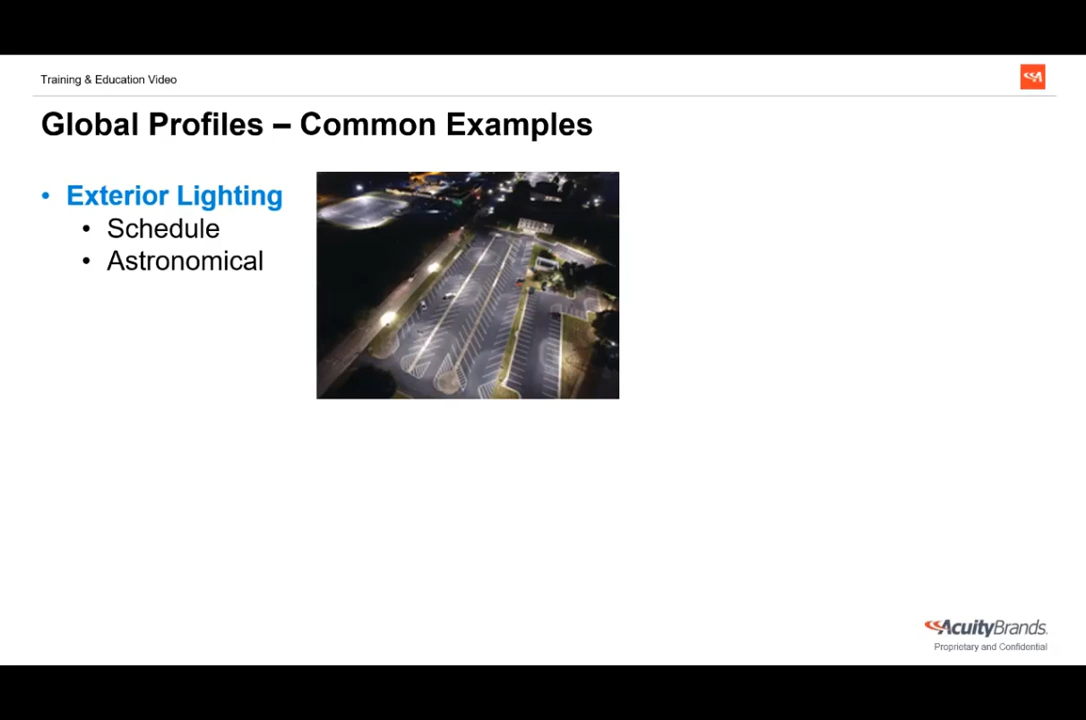 Training & Education Video
Global Profiles – Common Examples
• Exterior Lighting
• Schedule
• Astronomical
AcuityBrands.
Proprietary and Confidential